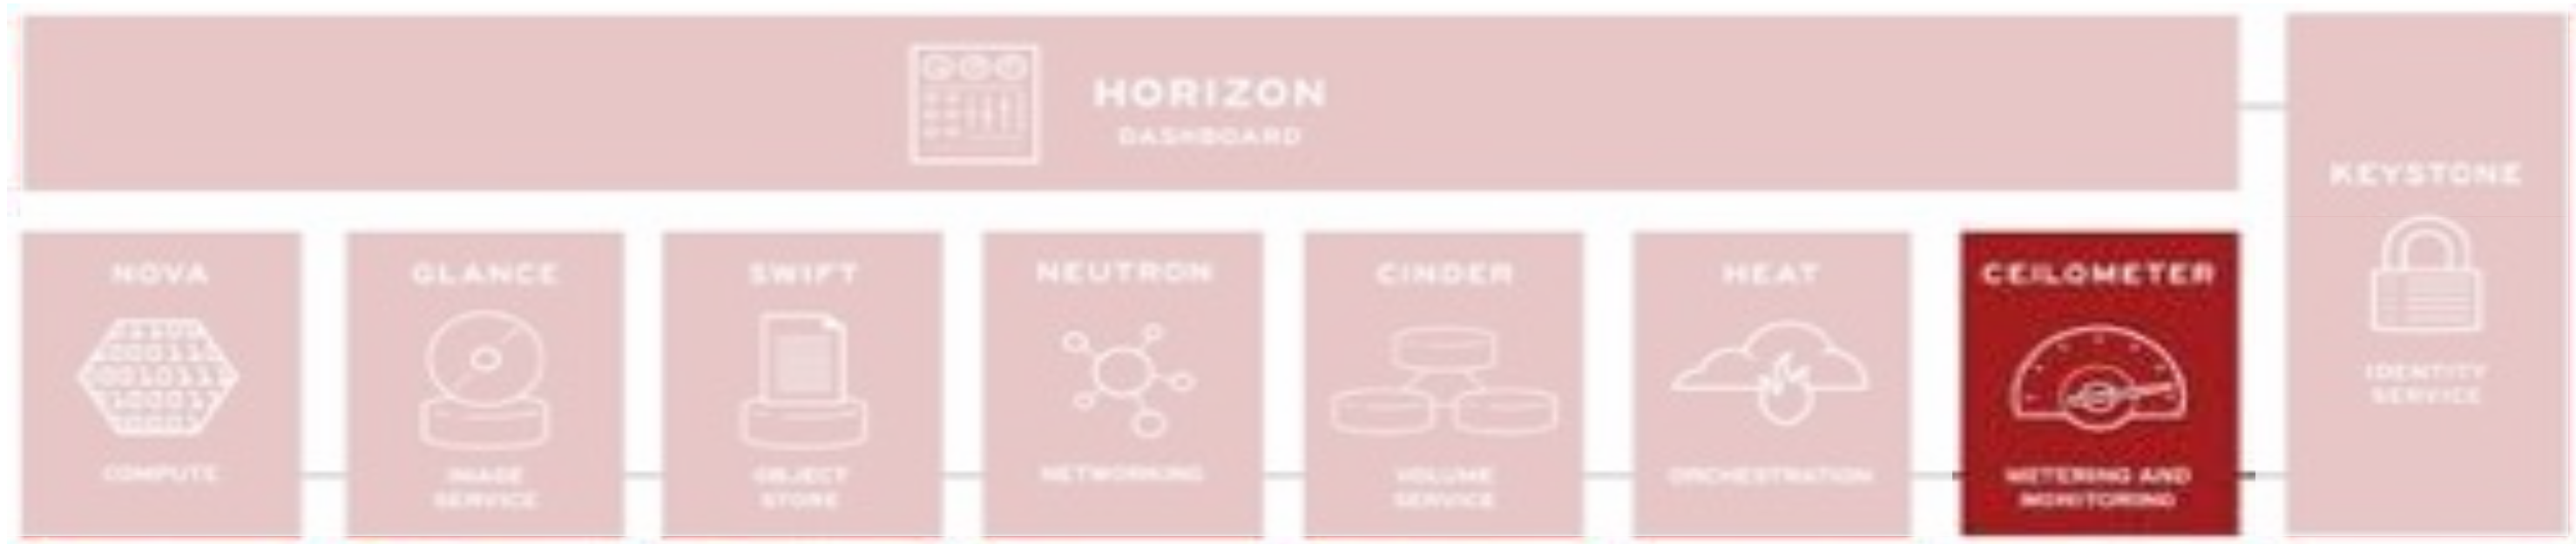 HORIZON
DASHBOARD
KEYSTONE
IDENTITY
SERVICE
NOVA
COMPUTE
GLANCE
IMAGE
SERVICE
SWIFT
OBJECT
STORE
NEUTRON
NETWORKING
CINDER
VOLUME
SERVICE
HEAT
ORCHESTRATION
CEILOMETER
METERING AND
MONITORING